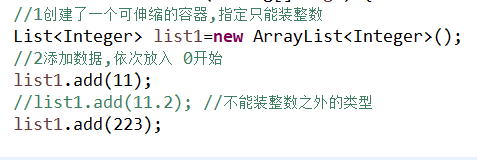 //1创建了一个可伸缩的容器,指定只能装整数
List<Integer> list1=new ArrayList<Integer>();
//2添加数据,依次放入 0开始
list1.add(11);
//list1.add(11.2); //不能装整数之外的类型
list1.add(223);